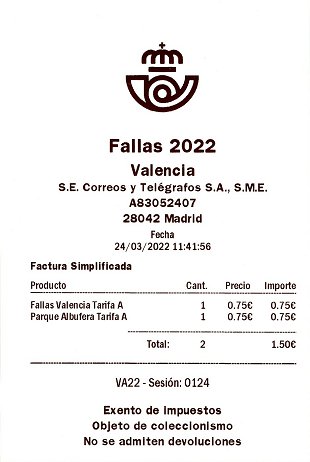 Fallas 2022
Valencia
S.E. Correos y Telégrafos S.A., S.M.E.
A83052407
28042 Madrid
Fecha
24/03/2022 11:41:56
Factura Simplificada
Producto Cant. Precio Importe
Fallas Valencia Tarifa A 1 0.75€ 0.75€
Parque Albufera Tarifa A 1 0.75€ 0.75€
Total: 2 1.50€
VA22 - Sesión: 0124
Exento de impuestos
Objeto de coleccionismo
No se admiten devoluciones